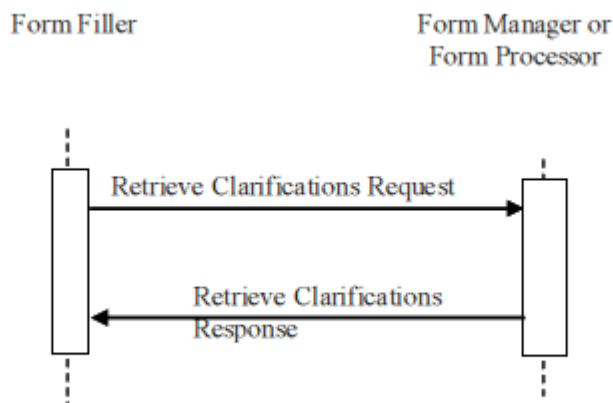 Form Filler
Form Manager or
Form Processor
Retrieve Clarifications Request
Retrieve Clarifications
Response